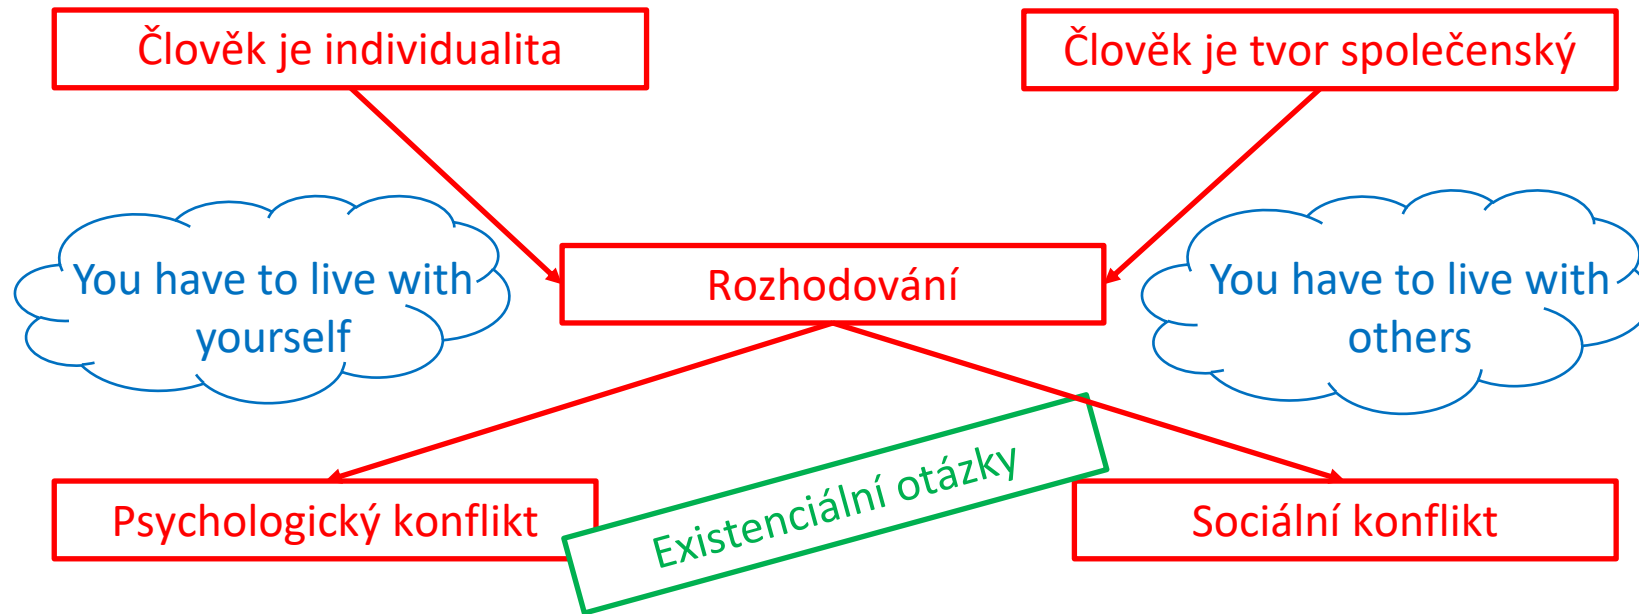 Člověk je individualita
Člověk je tvor společenský
You have to live with
yourself
Rozhodování
You have to live with
others
Psychologický konflikt
Existenciální otázky
Sociální konflikt